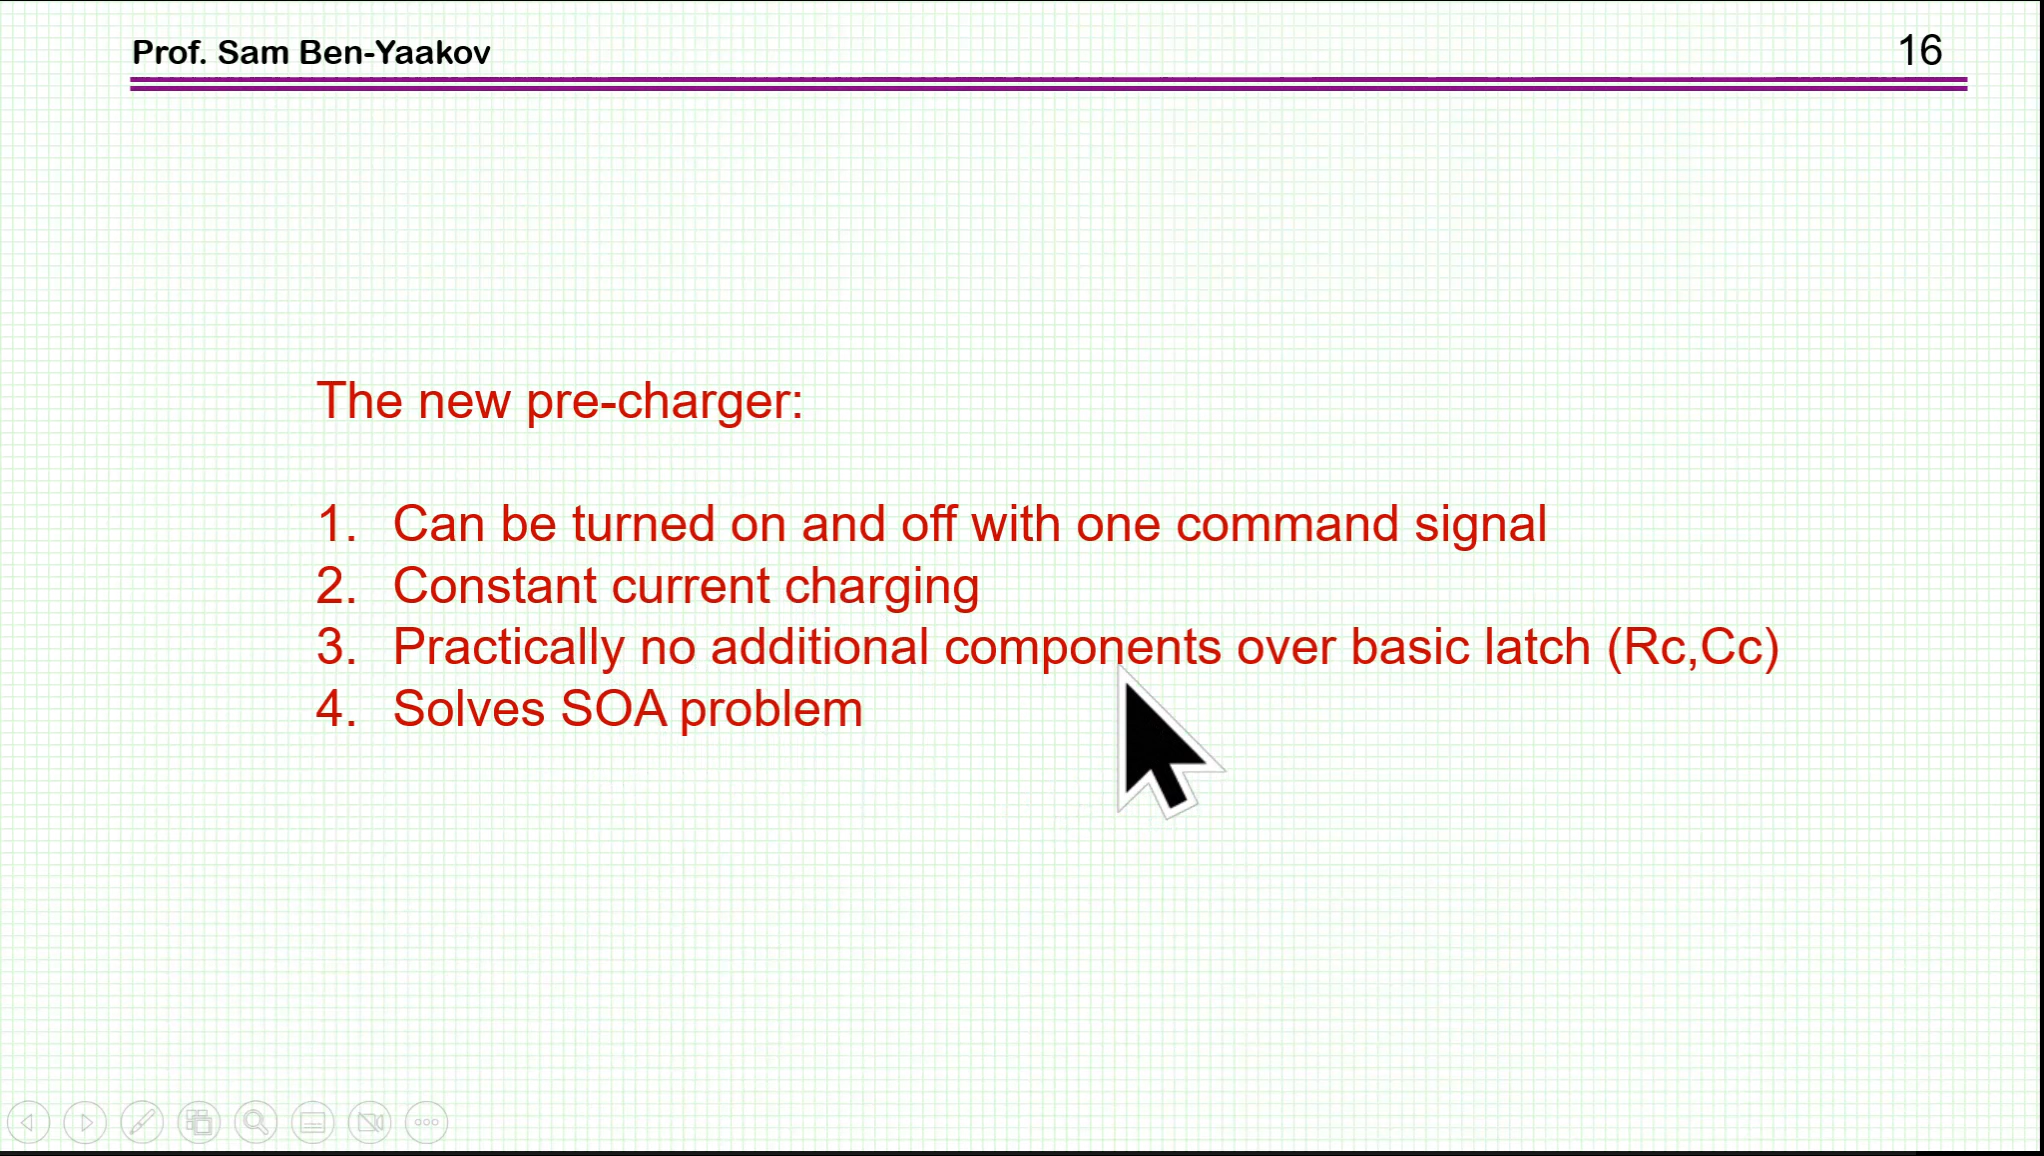 Prof. Sam Ben-Yaakov
16
The new pre-charger:
1. Can be turned on and off with one command signal
2. Constant current charging
3. Practically no additional components over basic latch (Rc,Cc)
4. Solves SOA problem